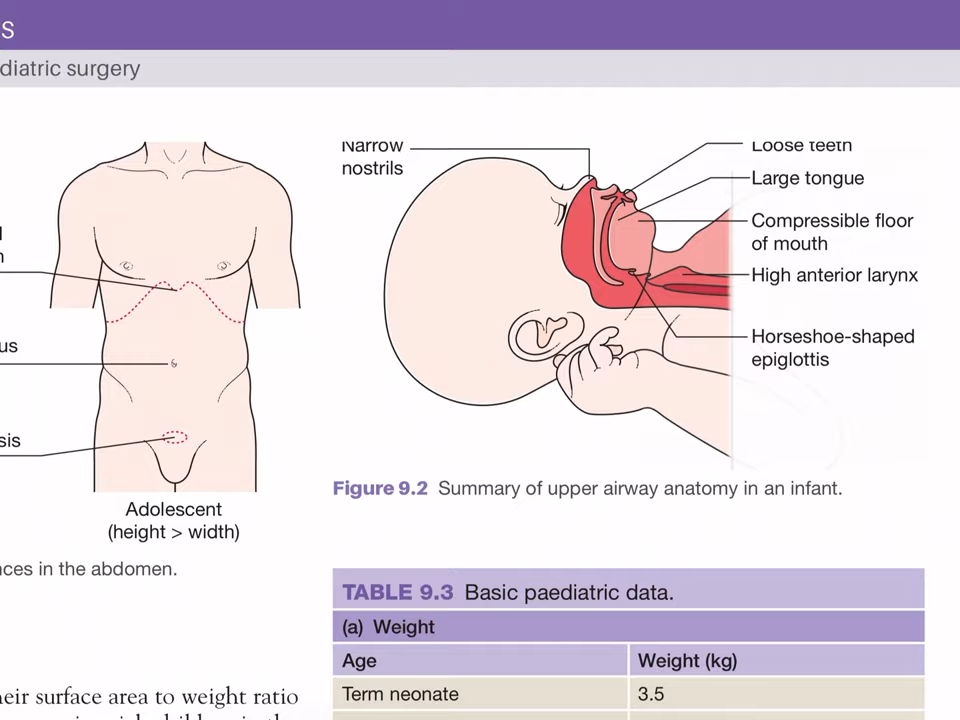 s
diatric surgery
us
sis
Adolescent
(height > width)
nces in the abdomen.
eir surface area to weight ratio
Narrow
nostrils
Loose teeth
Large tongue
Compressible floor
of mouth
High anterior larynx
Horseshoe-shaped
epiglottis
Figure 9.2 Summary of upper airway anatomy in an infant.
TABLE 9.3 Basic paediatric data.
(a) Weight
Age Weight (kg)
Term neonate 3.5